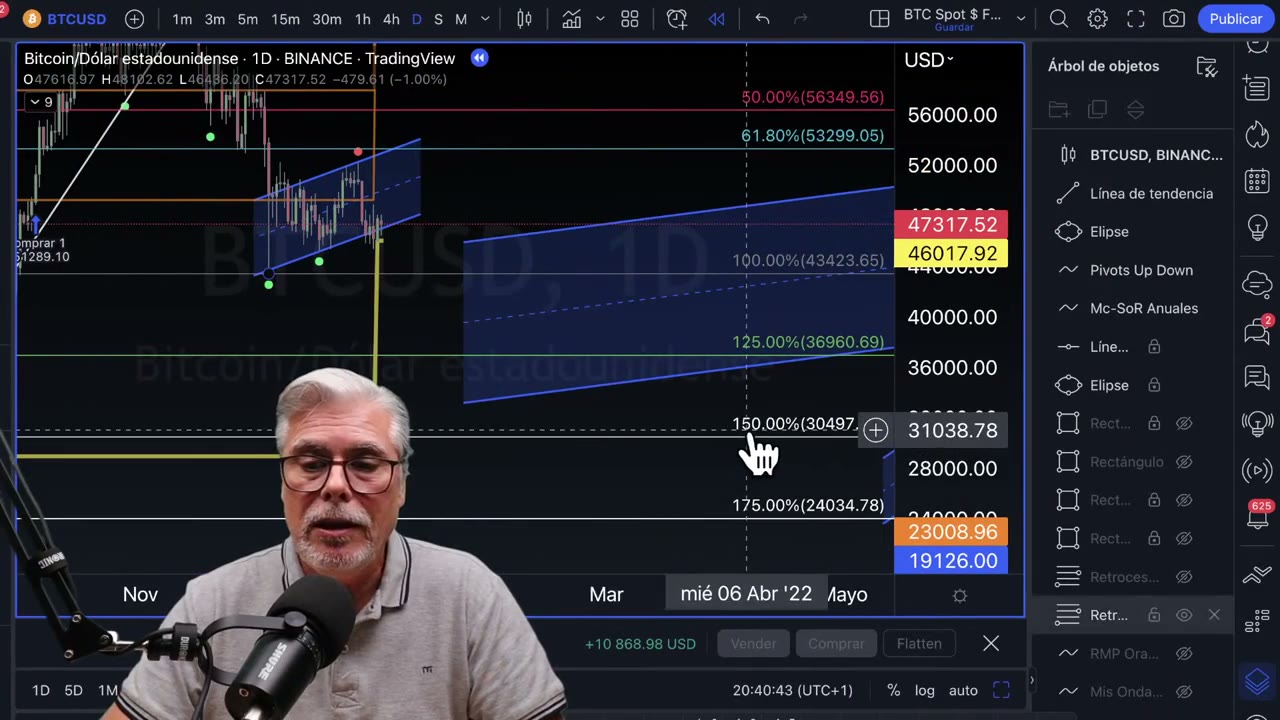 BTCUSD
1m 3m 5m 15m 30m 1h 4h D S M
BTC Spot $ F...
Guardar
Publicar
Bitcoin/Dólar estadounidense · 1D · BINANCE · TradingView
O47616.97 H48102.62 L46436.20 C47317.52 −479.61 (−1.00%)
9
USD
Árbol de objetos
50.00%(56349.56)
56000.00
61.80%(53299.05)
BTCUSD, BINANC...
52000.00
Línea de tendencia
47317.52
Elipse
omprar 1
51289.10
46017.92
BTCUSD, 1D
100.00%(43423.65)
Pivots Up Down
Mc-SoR Anuales
40000.00
125.00%(36960.69)
Líne...
Bitcoin/Dólar estadounidense
36000.00
Elipse
150.00%(30497.
31038.78
Rect...
Rectángulo
28000.00
2
175.00%(24034.78)
Rect...
625
23008.96
Rect...
19126.00
Retroces...
Nov
Mar
mié 06 Abr '22
Mayo
Retr...
+10 868.98 USD
Vender
Comprar
Flatten
RMP Ora...
1D 5D 1M
20:40:43 (UTC+1)
% log auto
Mis Onda...
SHURE